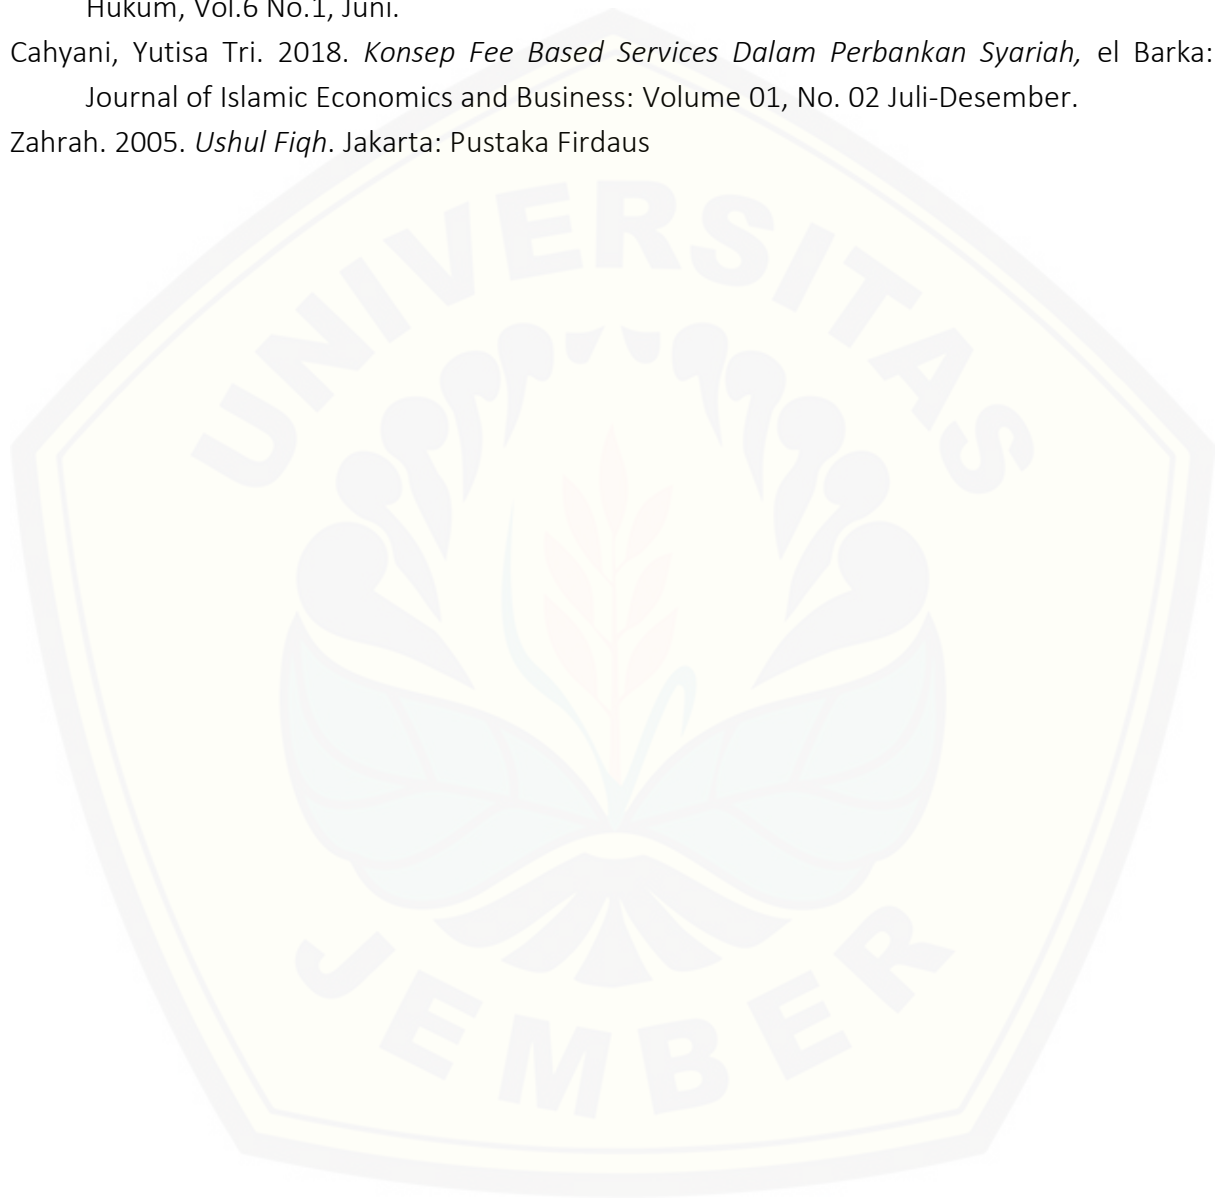 Hukum, Vol.6 No.1, Juni.
Cahyani, Yutisa Tri. 2018. Konsep Fee Based Services Dalam Perbankan Syariah, el Barka:
Journal of Islamic Economics and Business: Volume 01, No. 02 Juli-Desember.
Zahrah. 2005. Ushul Fiqh. Jakarta: Pustaka Firdaus
UNIVERSITAS
JEMBER